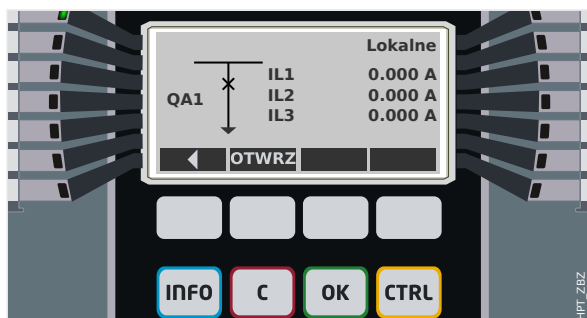 Lokalne
IL1 0.000 A
QA1 IL2 0.000 A
IL3 0.000 A
OTWRZ
INFO C OK CTRL
HPT_ZBZ